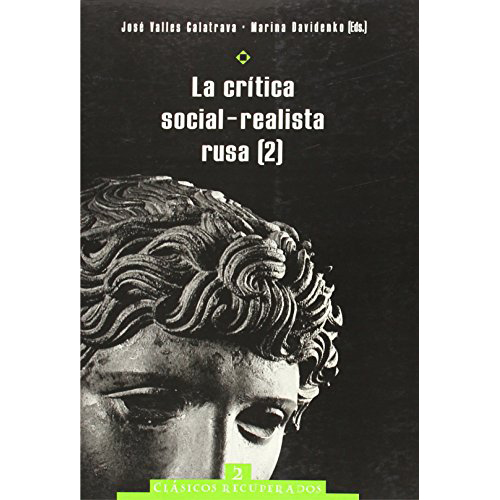 José Valles Calatrava • Marina Davidenko (Eds.)
La crítica
social-realista
rusa (2)
2
CLÁSICOS RECUPERADOS